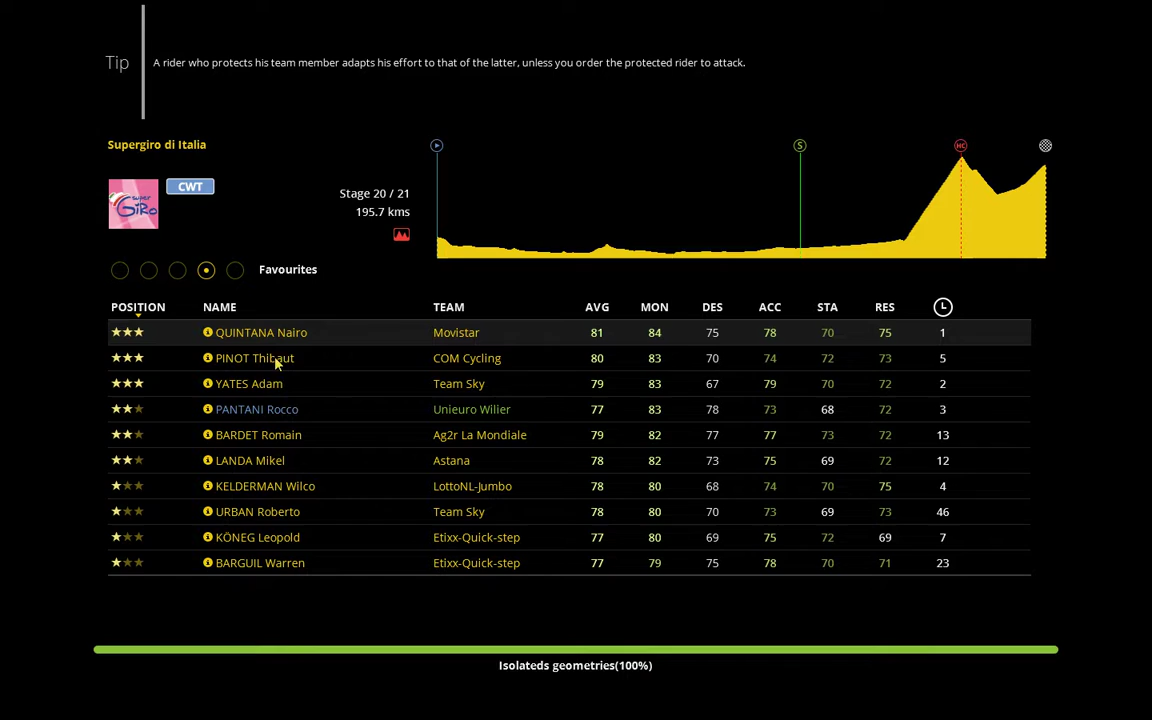 Tip
A rider who protects his team member adapts his effort to that of the latter, unless you order the protected rider to attack.
Supergiro di Italia
CWT
super
GIRO
Stage 20 / 21
195.7 kms
S
HC
Favourites
POSITION NAME TEAM AVG MON DES ACC STA RES
QUINTANA Nairo Movistar 81 84 75 78 70 75 1
PINOT Thibaut COM Cycling 80 83 70 74 72 73 5
YATES Adam Team Sky 79 83 67 79 70 72 2
PANTANI Rocco Unieuro Wilier 77 83 78 73 68 72 3
BARDET Romain Ag2r La Mondiale 79 82 77 77 73 72 13
LANDA Mikel Astana 78 82 73 75 69 72 12
KELDERMAN Wilco LottoNL-Jumbo 78 80 68 74 70 75 4
URBAN Roberto Team Sky 78 80 70 73 69 73 46
KÖNEG Leopold Etixx-Quick-step 77 80 69 75 72 69 7
BARGUIL Warren Etixx-Quick-step 77 79 75 78 70 71 23
Isolateds geometries(100%)